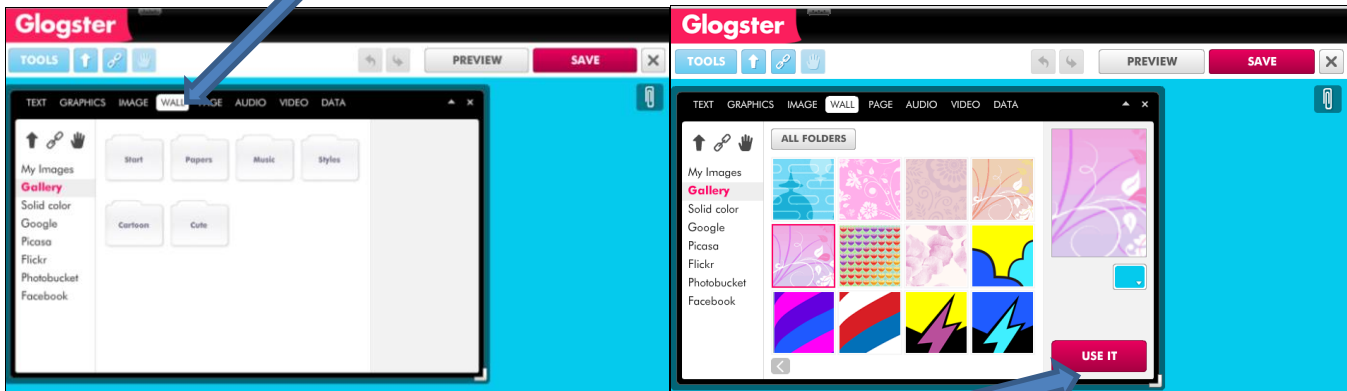 Glogster
TOOLS PREVIEW SAVE
TEXT GRAPHICS IMAGE WALL AUDIO VIDEO DATA
My Images
Gallery
Solid color
Google
Picasa
Flickr
Photobucket
Facebook
Start Papers Music Styles
Cartoon Cute
Glogster
TOOLS PREVIEW SAVE
TEXT GRAPHICS IMAGE WALL PAGE AUDIO VIDEO DATA
My Images
Gallery
Solid color
Google
Picasa
Flickr
Photobucket
Facebook
ALL FOLDERS
USE IT